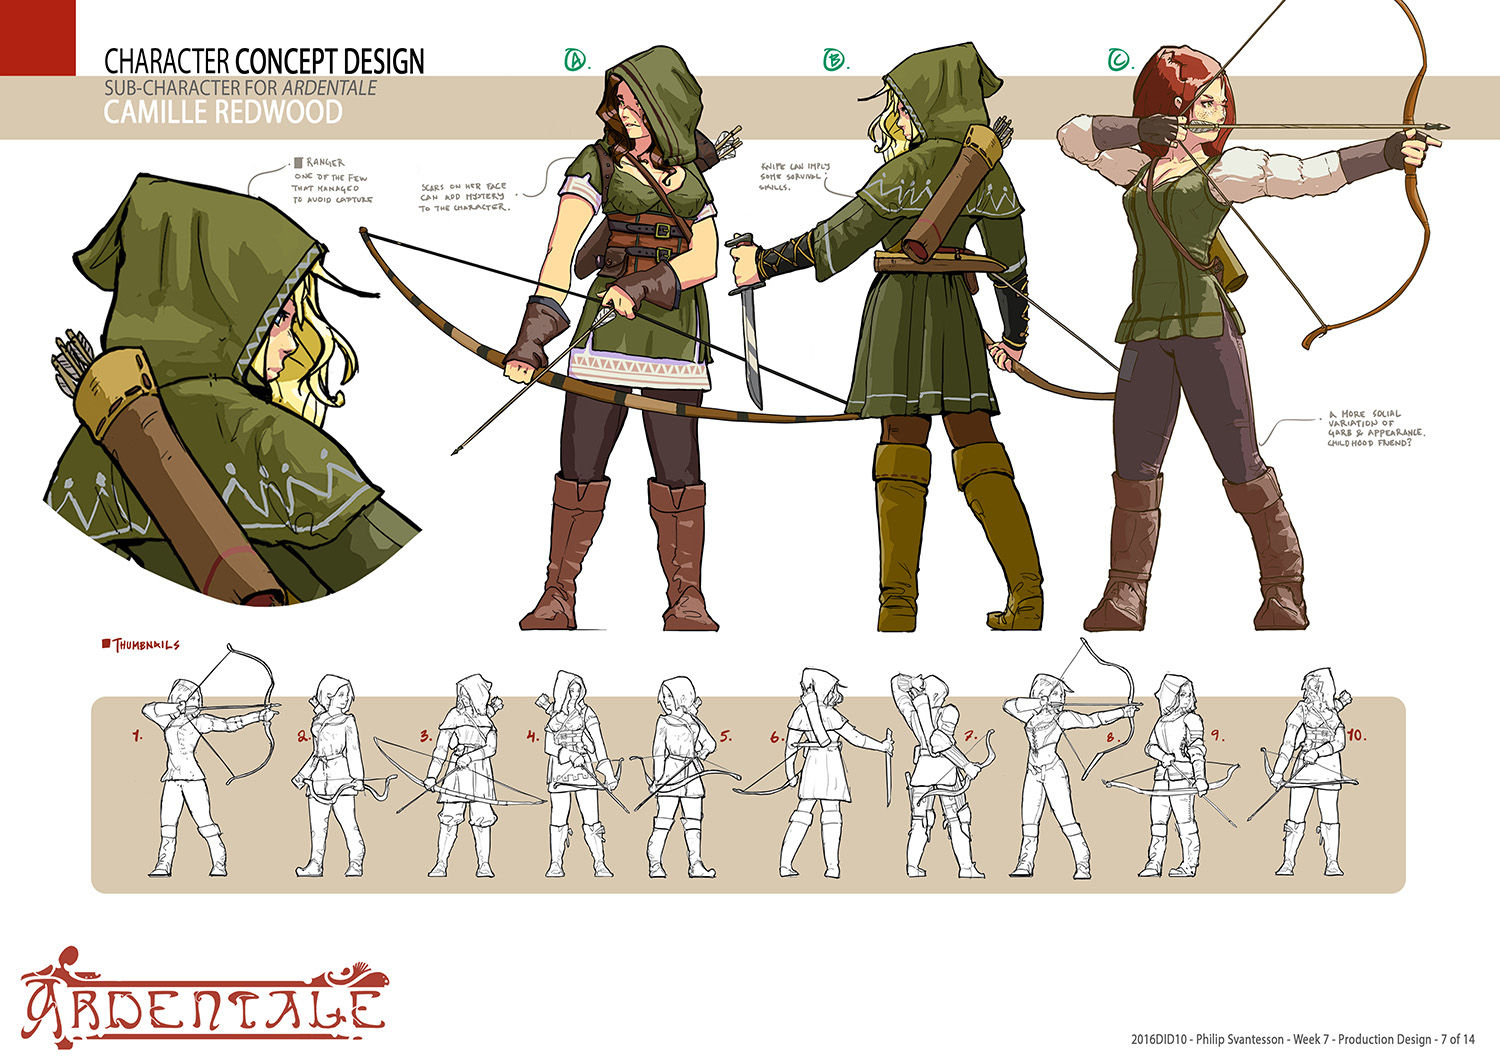 CHARACTER CONCEPT DESIGN
SUB-CHARACTER FOR ARDENTALE
CAMILLE REDWOOD
RANGER
ONE OF THE FEW
THAT MANAGED
TO AVOID CAPTURE
A.
SCARS ON HER FACE
CAN ADD MYSTERY
TO THE CHARACTER.
B.
KNIFE CAN IMPLY
SOME SURVIVAL
SKILLS.
C.
A MORE SOCIAL
VARIATION OF
GARB & APPEARANCE.
CHILDHOOD FRIEND?
THUMBNAILS
1.
2.
3.
4.
5.
6.
7.
8.
9.
10.
ARDENTALE
2016DID10 - Philip Svantesson - Week 7 - Production Design - 7 of 14